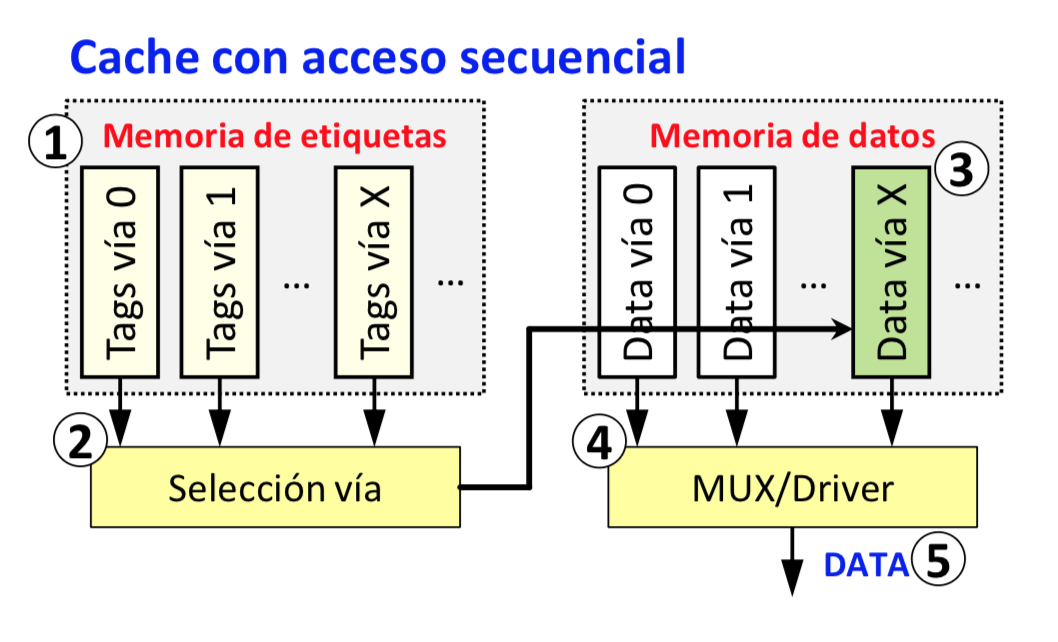 Cache con acceso secuencial
1
Memoria de etiquetas
Tags vía 0
Tags vía 1
...
Tags vía X
...
2
Selección vía
Memoria de datos
3
Data vía 0
Data vía 1
...
Data vía X
...
4
MUX/Driver
DATA
5